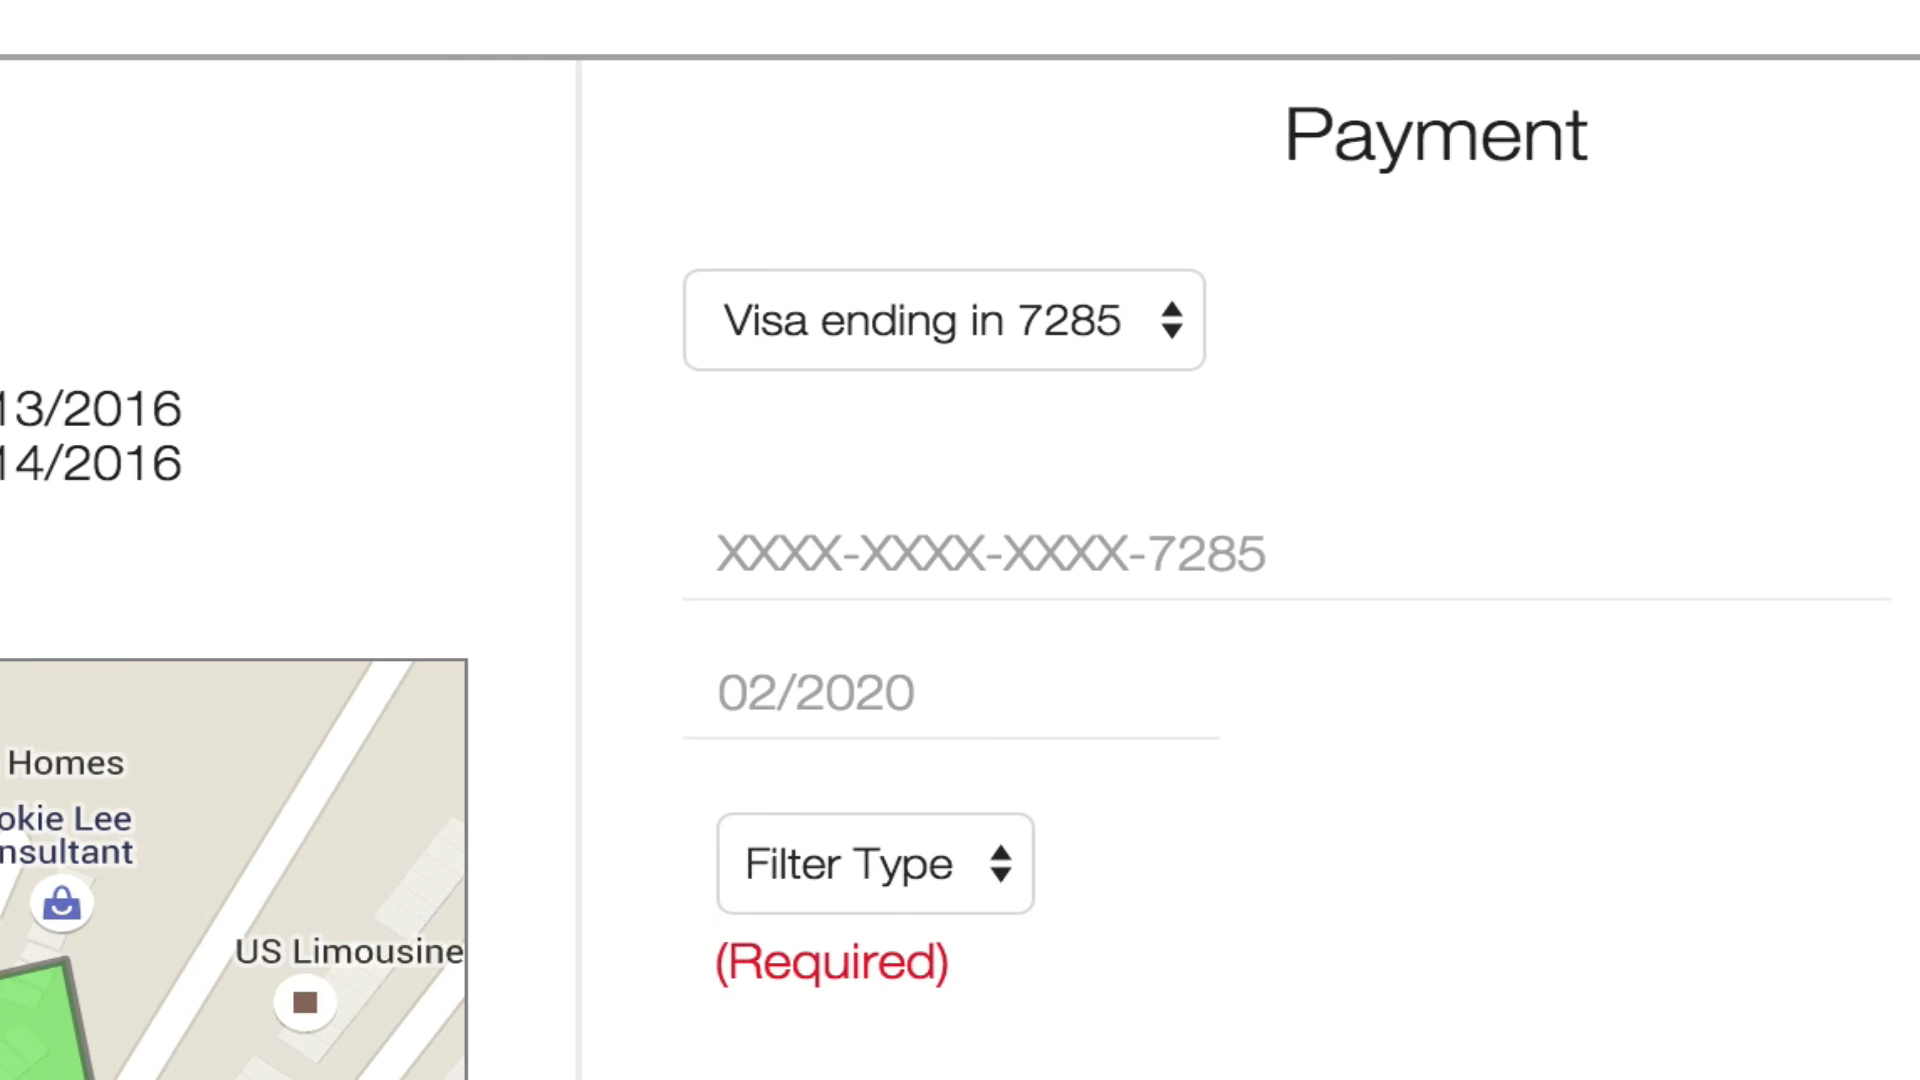 Payment
Visa ending in 7285
13/2016
14/2016
XXXX-XXXX-XXXX-7285
02/2020
Homes
okie Lee
nsultant
Filter Type
US Limousine
(Required)